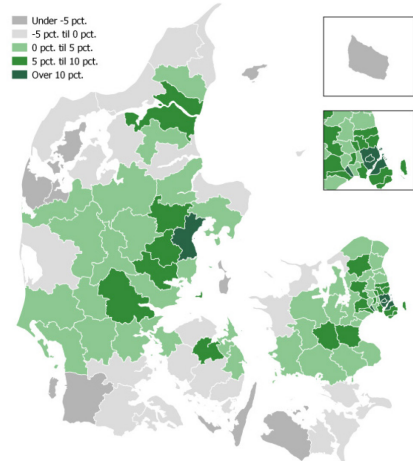 Under -5 pct.
-5 pct. til 0 pct.
0 pct. til 5 pct.
5 pct. til 10 pct.
Over 10 pct.